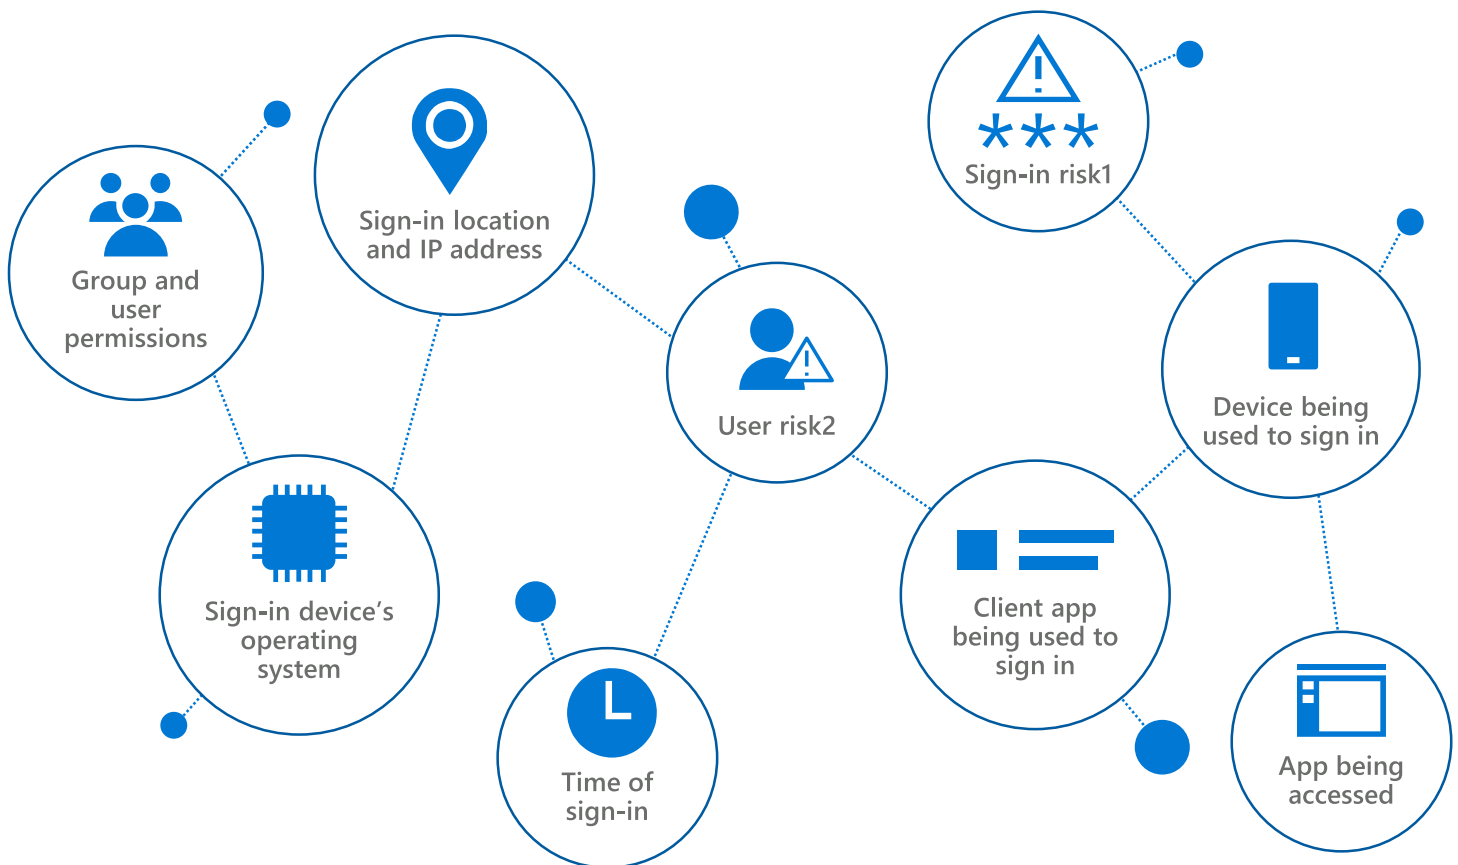 Group and
user
permissions
Sign-in location
and IP address
Sign-in device’s
operating
system
User risk2
Time of
sign-in
Sign-in risk1
Device being
used to sign in
Client app
being used to
sign in
App being
accessed